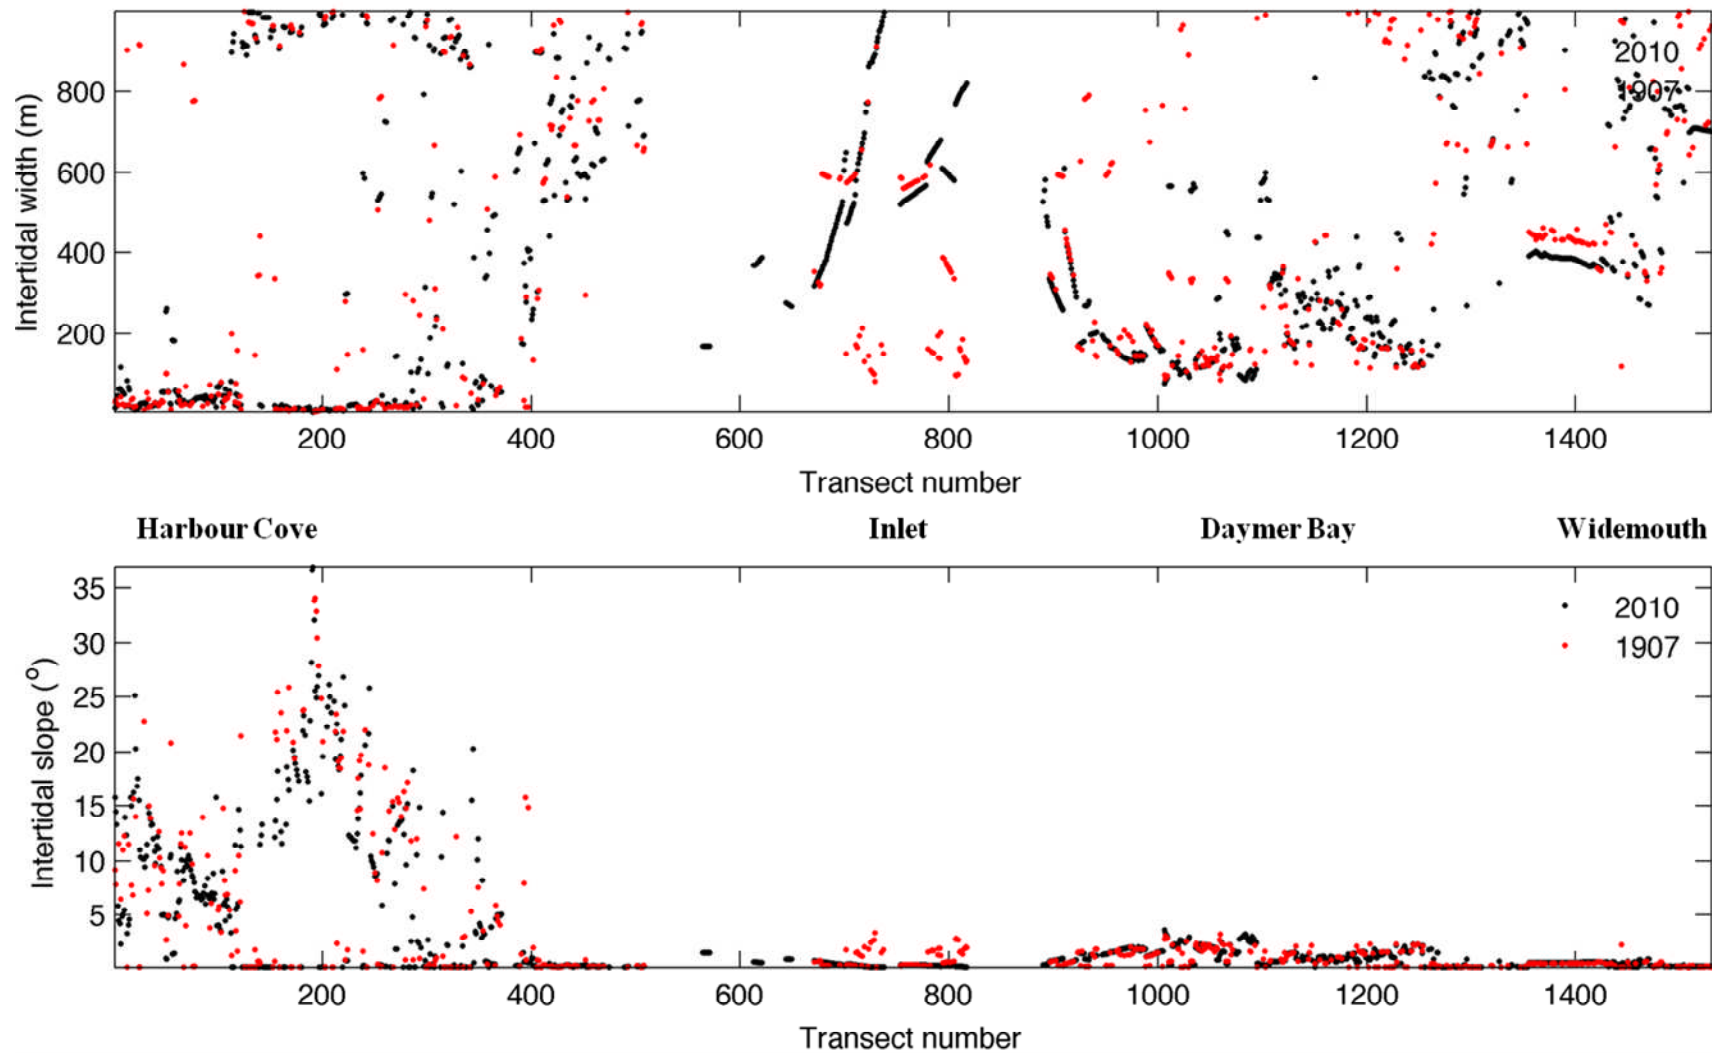 Intertidal width (m)
800
600
400
200
2010
1907
200 400 600 800 1000 1200 1400
Transect number
Harbour Cove Inlet Daymer Bay Widemouth
Intertidal slope (°)
35
30
25
20
15
10
5
2010
1907
200 400 600 800 1000 1200 1400
Transect number